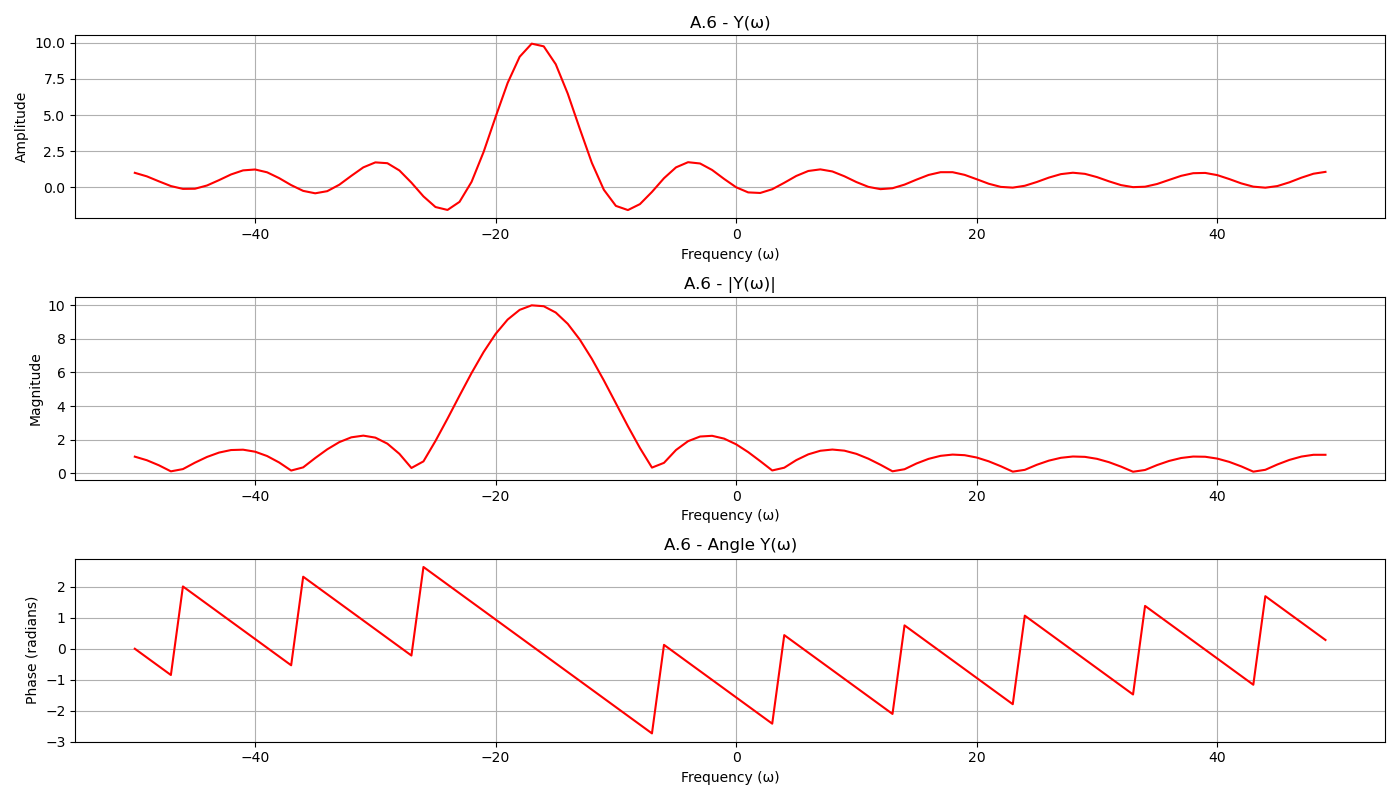 A.6 - Y(ω)
Amplitude
10.0
7.5
5.0
2.5
0.0
−40 −20 0 20 40
Frequency (ω)
A.6 - |Y(ω)|
Magnitude
10
8
6
4
2
0
−40 −20 0 20 40
Frequency (ω)
A.6 - Angle Y(ω)
Phase (radians)
2
1
0
−1
−2
−3
−40 −20 0 20 40
Frequency (ω)